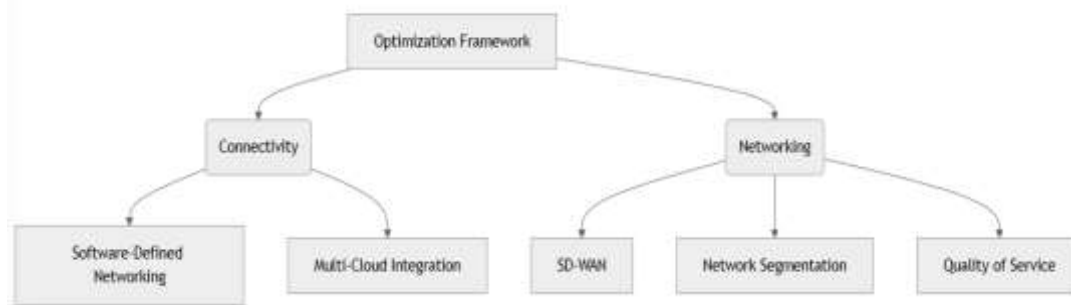 Optimization Framework
Connectivity
Networking
Software-Defined
Networking
Multi-Cloud Integration
SD-WAN
Network Segmentation
Quality of Service